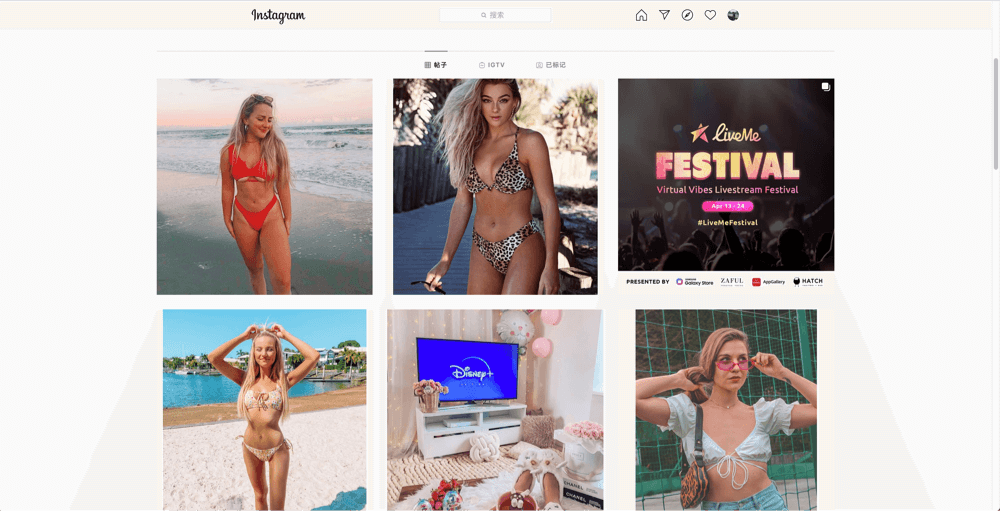 Instagram
搜索
帖子
IGTV
已标记
liveMe
FESTIVAL
Virtual Vibes Livestream Festival
Apr 13 - 24
#LiveMeFestival
PRESENTED BY
Galaxy Store
ZAFUL
AppGallery
HATCH
Disney+
CHANEL